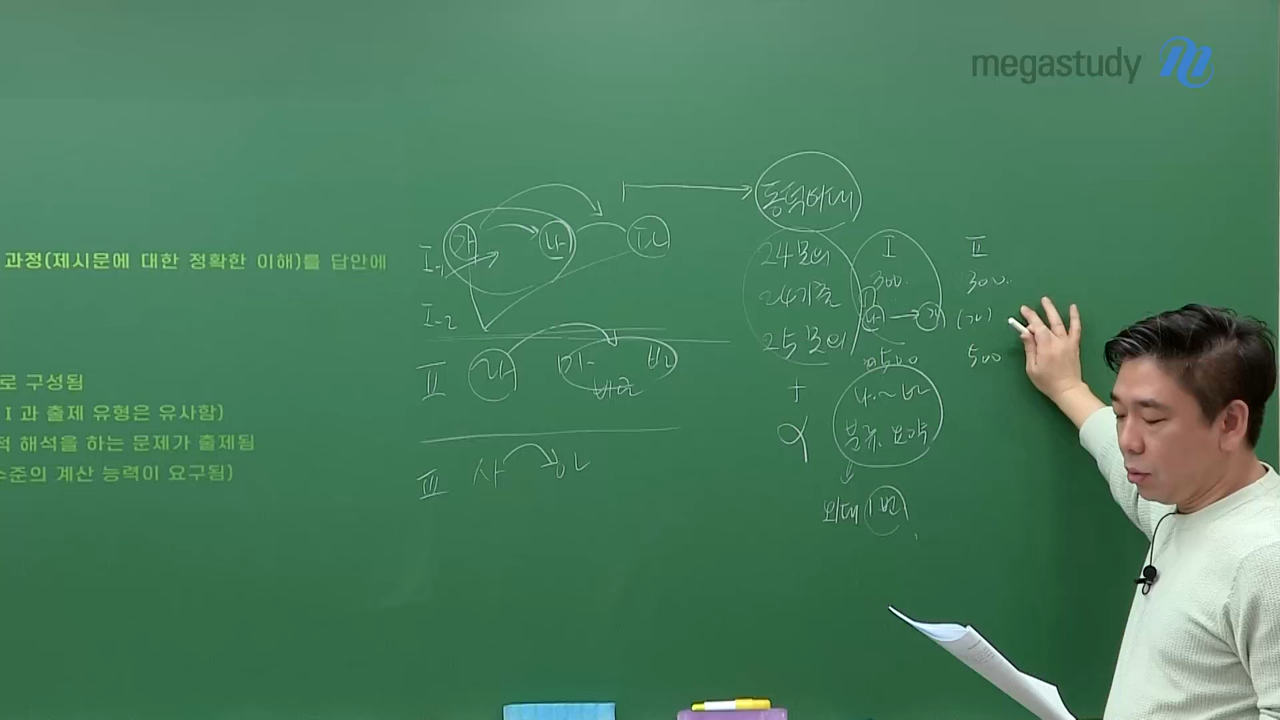 megastudy
과정(제시문에 대한 정확한 이해)를 답안에
로 구성됨
I 과 출제 유형은 유사함)
적 해석을 하는 문제가 출제됨
수준의 계산 능력이 요구됨)
I-1 가 나 다
I-2
II 라 마 바
III 사 아
동덕여대
24모의 I II
24기출 300 300
25모의 나 → 가 (가)
500
+ 나~바
α 분류 요약
↓
외대 1번